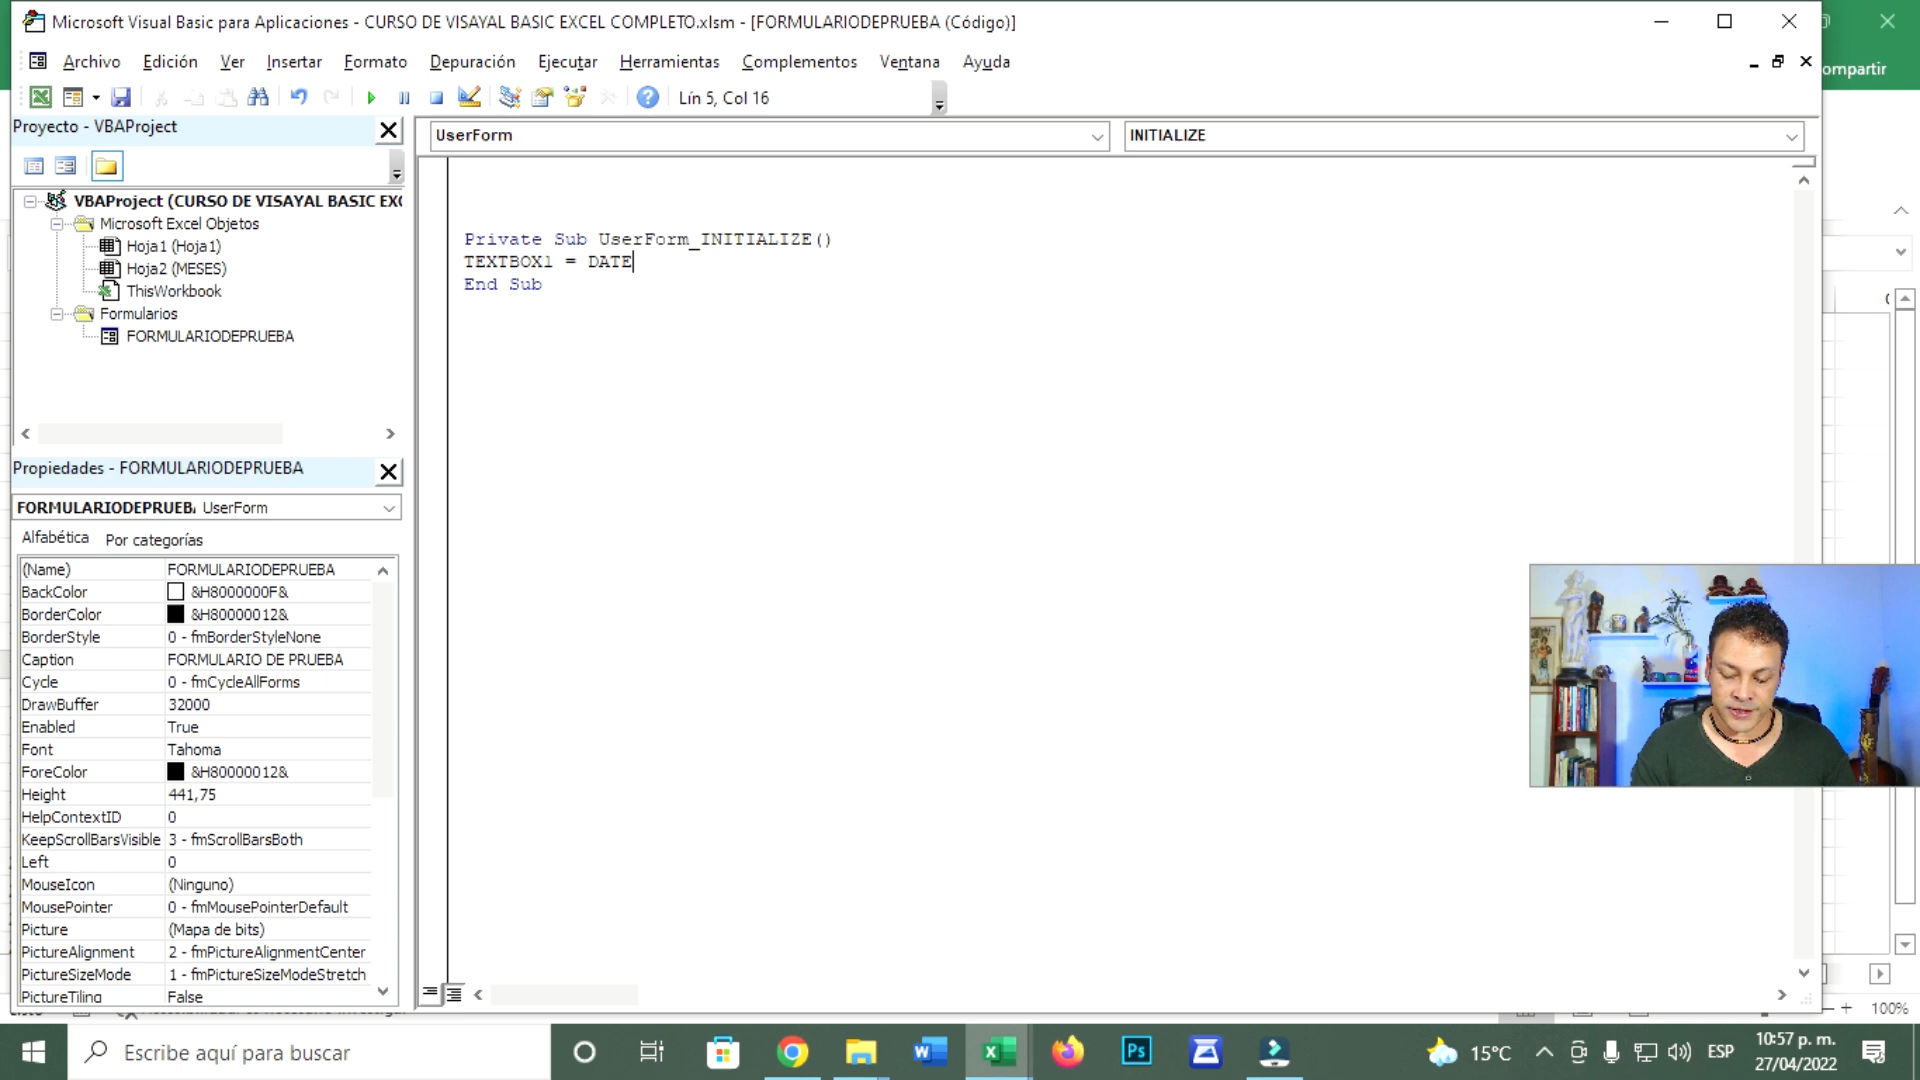 Microsoft Visual Basic para Aplicaciones - CURSO DE VISAYAL BASIC EXCEL COMPLETO.xlsm - [FORMULARIODEPRUEBA (Código)]
Archivo Edición Ver Insertar Formato Depuración Ejecutar Herramientas Complementos Ventana Ayuda
ompartir
Lín 5, Col 16
Proyecto - VBAProject
UserForm INITIALIZE
VBAProject (CURSO DE VISAYAL BASIC EXC
Microsoft Excel Objetos
Hoja1 (Hoja1)
Hoja2 (MESES)
ThisWorkbook
Formularios
FORMULARIODEPRUEBA
Private Sub UserForm_INITIALIZE()
TEXTBOX1 = DATE
End Sub
Propiedades - FORMULARIODEPRUEBA
FORMULARIODEPRUEB UserForm
Alfabética Por categorías
(Name) FORMULARIODEPRUEBA
BackColor &H8000000F&
BorderColor &H80000012&
BorderStyle 0 - fmBorderStyleNone
Caption FORMULARIO DE PRUEBA
Cycle 0 - fmCycleAllForms
DrawBuffer 32000
Enabled True
Font Tahoma
ForeColor &H80000012&
Height 441,75
HelpContextID 0
KeepScrollBarsVisible 3 - fmScrollBarsBoth
Left 0
MouseIcon (Ninguno)
MousePointer 0 - fmMousePointerDefault
Picture (Mapa de bits)
PictureAlignment 2 - fmPictureAlignmentCenter
PictureSizeMode 1 - fmPictureSizeModeStretch
PictureTiling False
100%
Escribe aquí para buscar
Ps
15°C
ESP
10:57 p. m.
27/04/2022